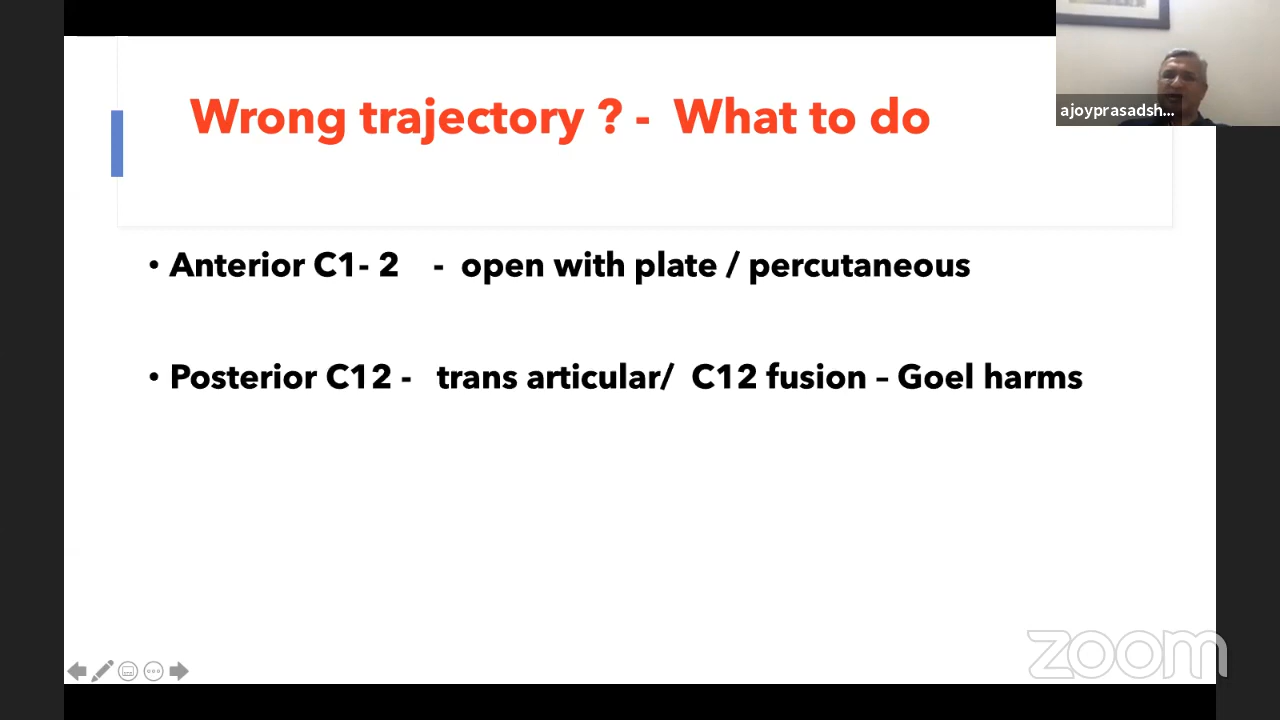 Wrong trajectory ? - What to do
ajoyprasadsh...
• Anterior C1- 2 - open with plate / percutaneous
• Posterior C12 - trans articular/ C12 fusion – Goel harms
zoom